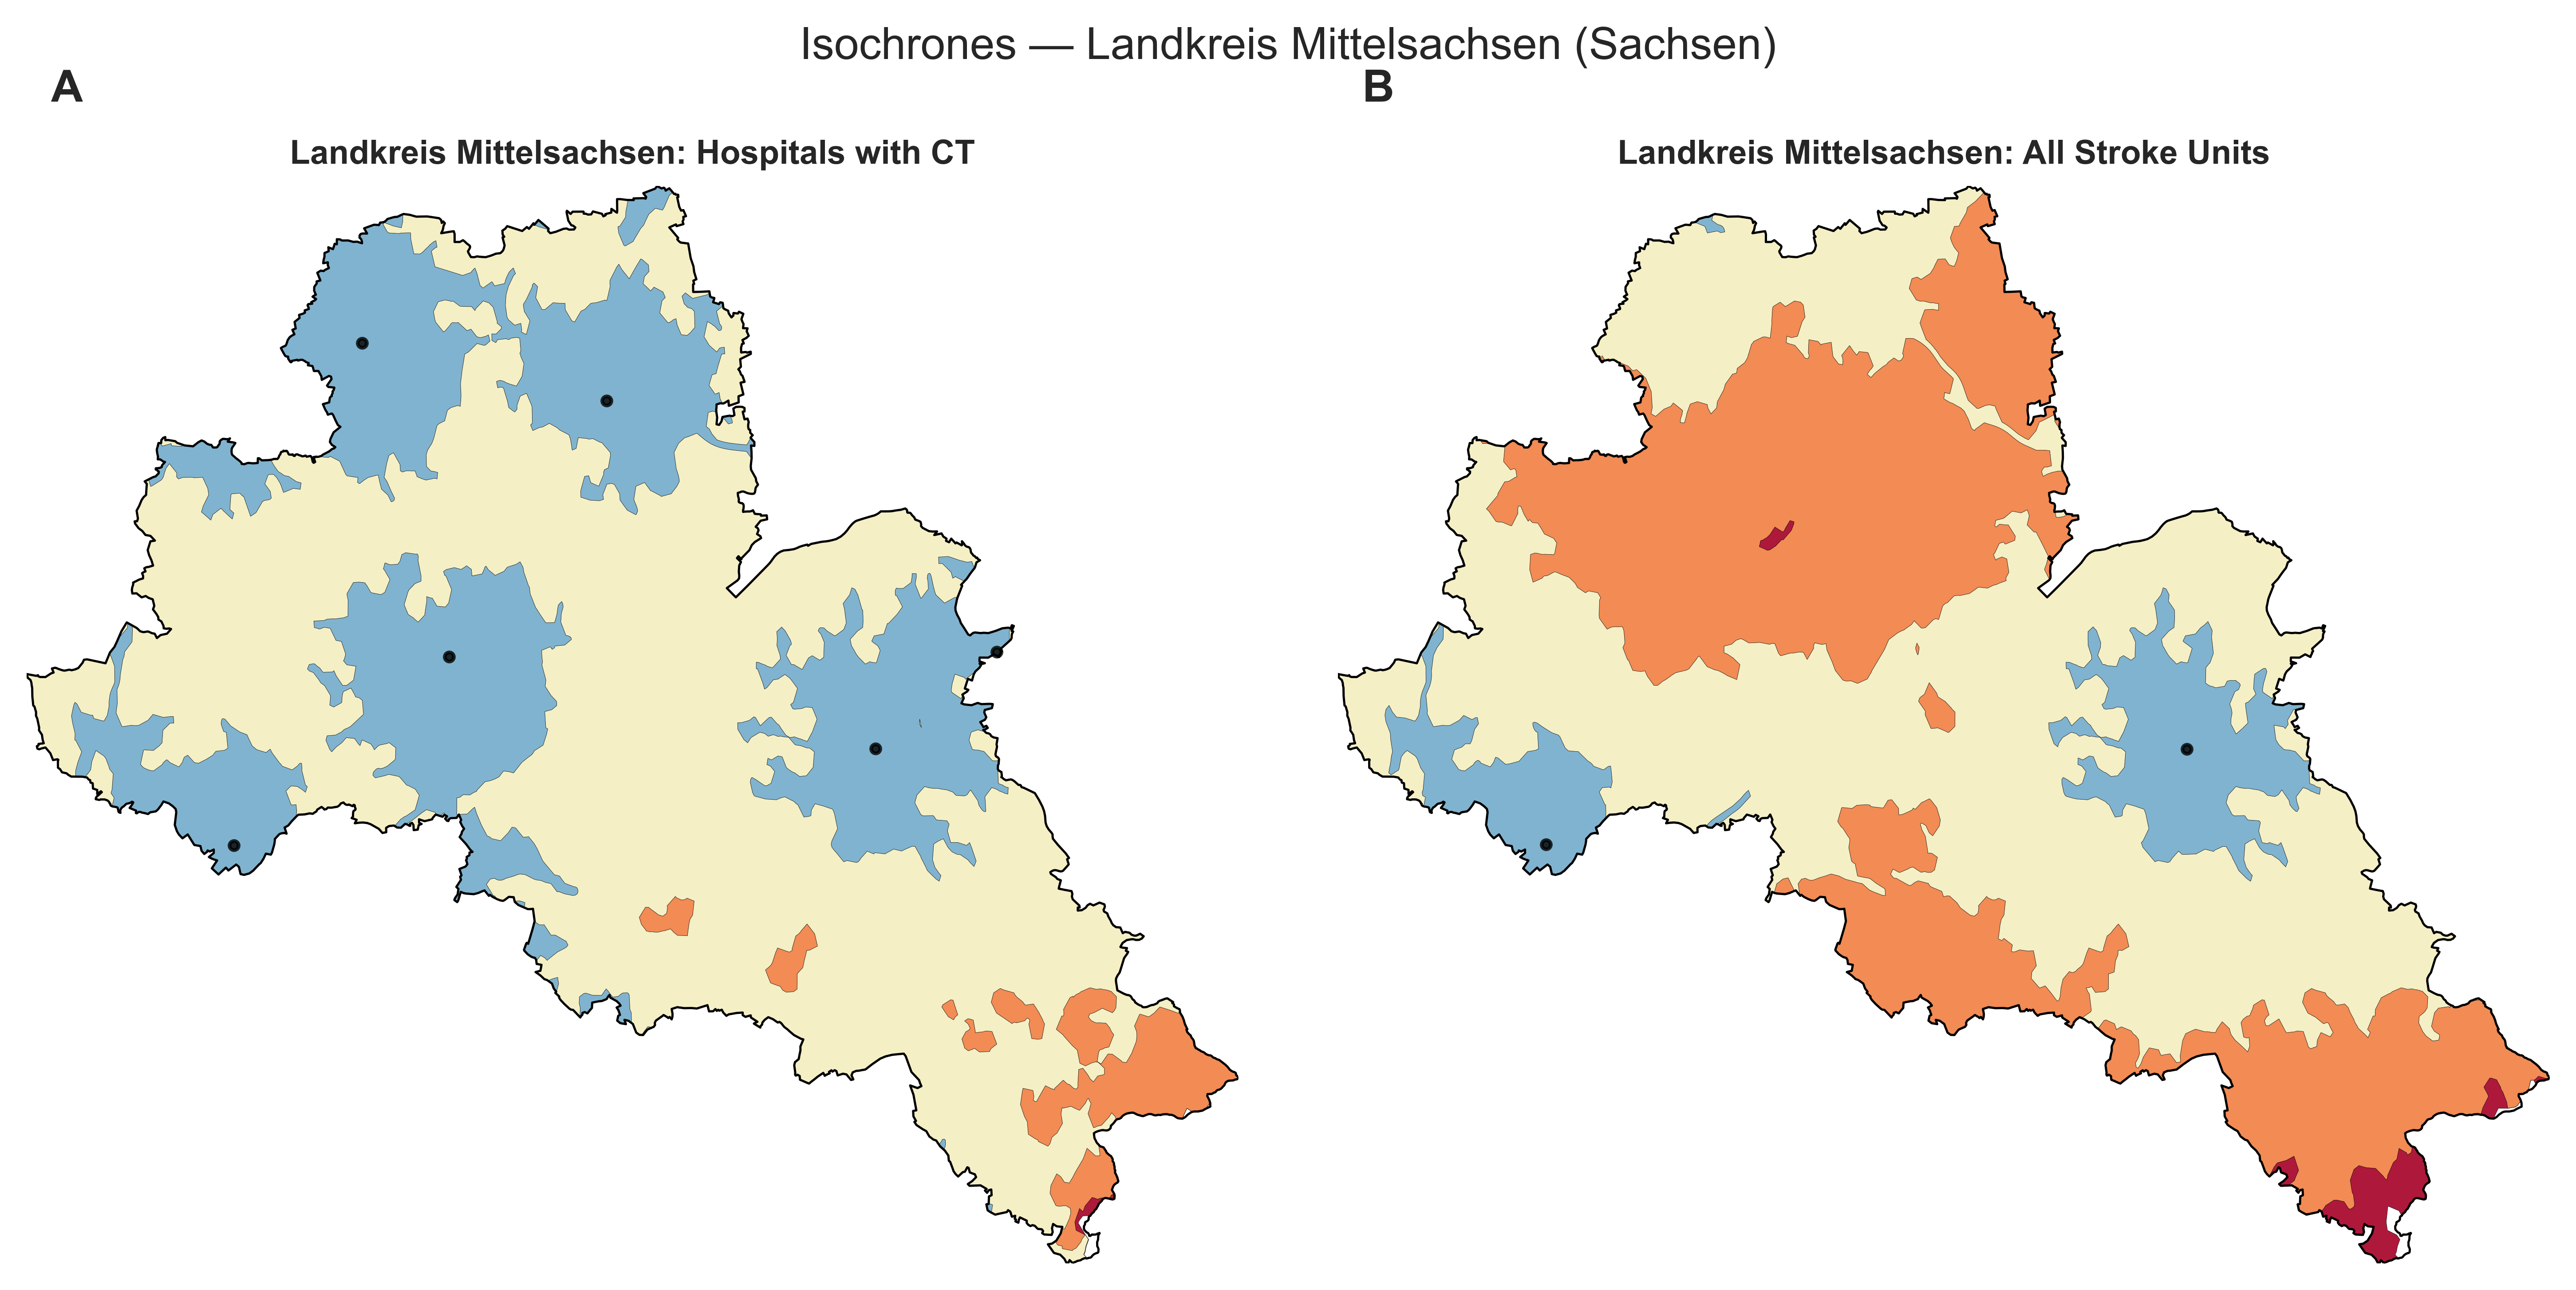 Isochrones — Landkreis Mittelsachsen (Sachsen)
A
B
Landkreis Mittelsachsen: Hospitals with CT
Landkreis Mittelsachsen: All Stroke Units